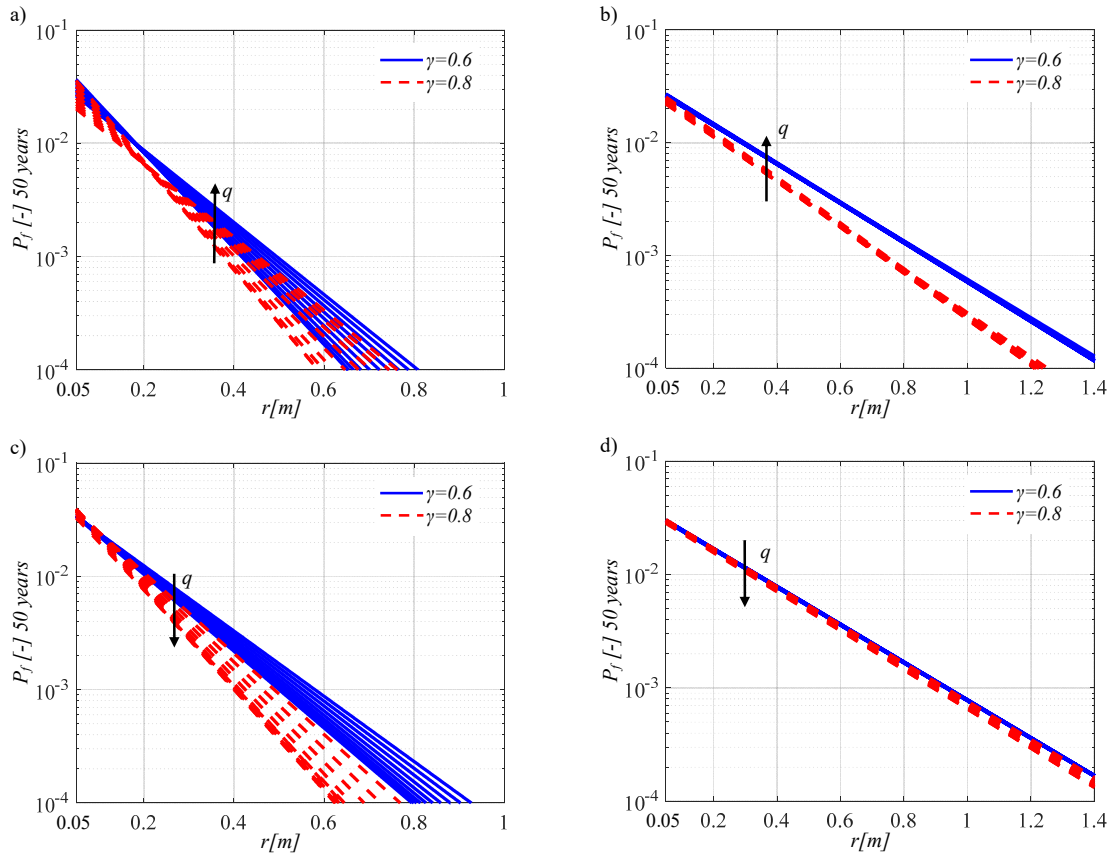 a)
10-1
γ=0.6
γ=0.8
10-2
q
Pf [-] 50 years
10-3
10-4
0.05 0.2 0.4 0.6 0.8 1
r[m]
b)
10-1
γ=0.6
γ=0.8
10-2
q
Pf [-] 50 years
10-3
10-4
0.05 0.2 0.4 0.6 0.8 1 1.2 1.4
r[m]
c)
10-1
γ=0.6
γ=0.8
10-2
q
Pf [-] 50 years
10-3
10-4
0.05 0.2 0.4 0.6 0.8 1
r[m]
d)
10-1
γ=0.6
γ=0.8
10-2
q
Pf [-] 50 years
10-3
10-4
0.05 0.2 0.4 0.6 0.8 1 1.2 1.4
r[m]